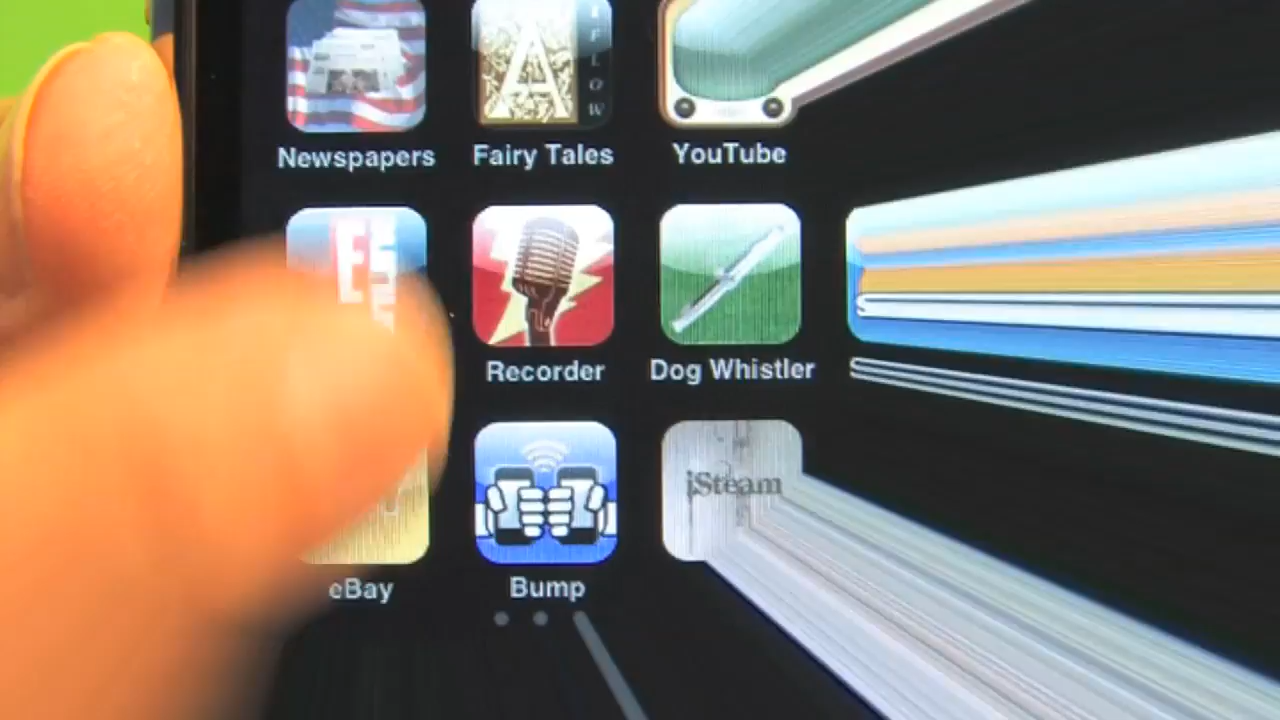 A
F
L
O
W
Newspapers
Fairy Tales
YouTube
E
Recorder
Dog Whistler
iSteam
eBay
Bump